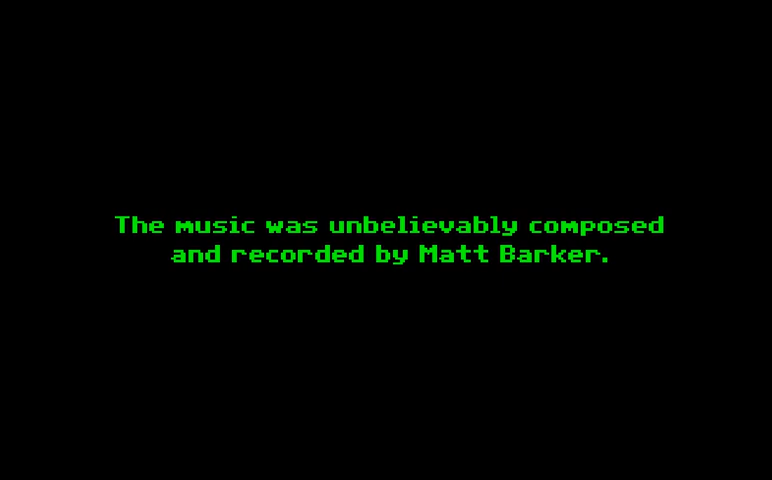 The music was unbelievably composed
and recorded by Matt Barker.